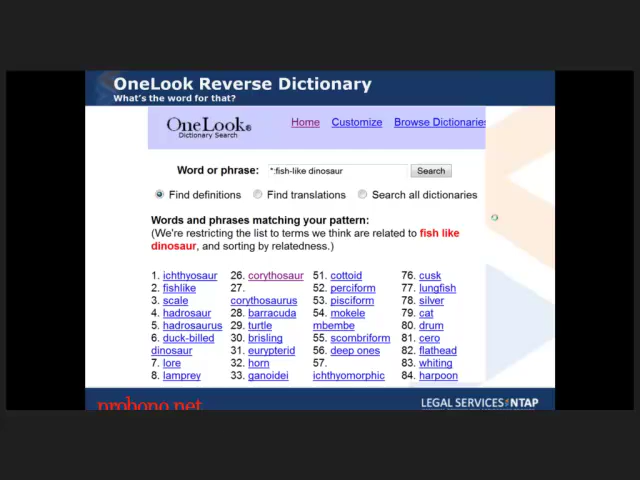 OneLook Reverse Dictionary
What's the word for that?
OneLook®
Dictionary Search
Home Customize Browse Dictionaries
Word or phrase: *:fish-like dinosaur Search
Find definitions Find translations Search all dictionaries
Words and phrases matching your pattern:
(We're restricting the list to terms we think are related to fish like
dinosaur, and sorting by relatedness.)
1. ichthyosaur 26. corythosaur 51. cottoid 76. cusk
2. fishlike 27. 52. perciform 77. lungfish
3. scale corythosaurus 53. pisciform 78. silver
4. hadrosaur 28. barracuda 54. mokele 79. cat
5. hadrosaurus 29. turtle mbembe 80. drum
6. duck-billed 30. brisling 55. scombriform 81. cero
dinosaur 31. eurypterid 56. deep ones 82. flathead
7. lore 32. horn 57. 83. whiting
8. lamprey 33. ganoidei ichthyomorphic 84. harpoon
probono.net
LEGAL SERVICES NTAP